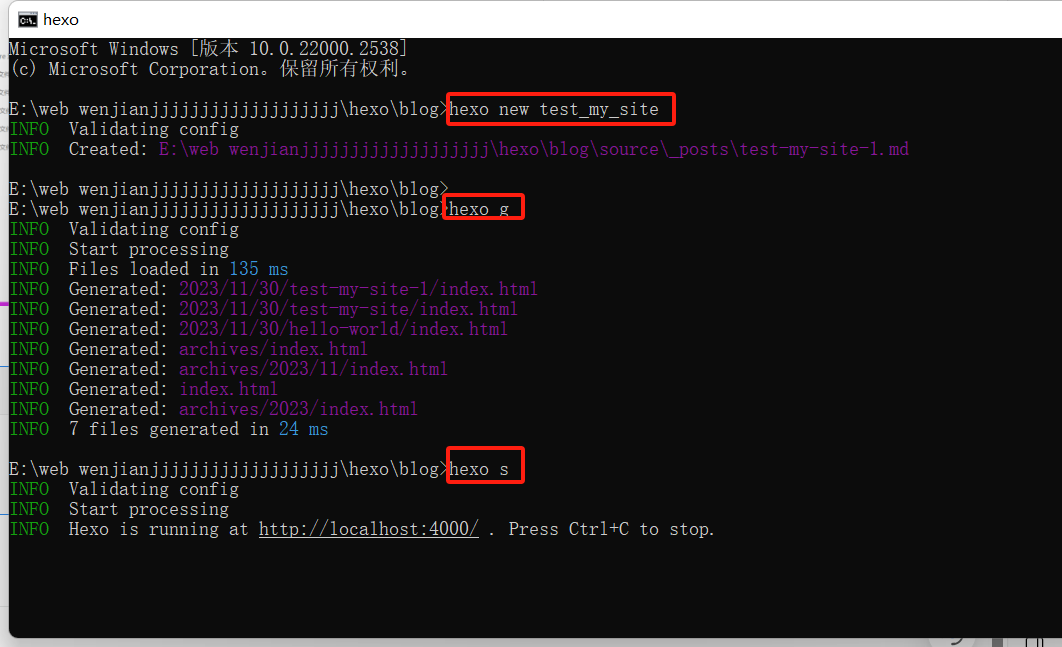 hexo
Microsoft Windows [版本 10.0.22000.2538]
(c) Microsoft Corporation。保留所有权利。
E:\web wenjianjjjjjjjjjjjjjjjjjjj\hexo\blog>hexo new test_my_site
INFO  Validating config
INFO  Created: E:\web wenjianjjjjjjjjjjjjjjjjjjj\hexo\blog\source\_posts\test-my-site-1.md
E:\web wenjianjjjjjjjjjjjjjjjjjjj\hexo\blog>
E:\web wenjianjjjjjjjjjjjjjjjjjjj\hexo\blog>hexo g
INFO  Validating config
INFO  Start processing
INFO  Files loaded in 135 ms
INFO  Generated: 2023/11/30/test-my-site-1/index.html
INFO  Generated: 2023/11/30/test-my-site/index.html
INFO  Generated: 2023/11/30/hello-world/index.html
INFO  Generated: archives/index.html
INFO  Generated: archives/2023/11/index.html
INFO  Generated: index.html
INFO  Generated: archives/2023/index.html
INFO  7 files generated in 24 ms
E:\web wenjianjjjjjjjjjjjjjjjjjjj\hexo\blog>hexo s
INFO  Validating config
INFO  Start processing
INFO  Hexo is running at http://localhost:4000/ . Press Ctrl+C to stop.